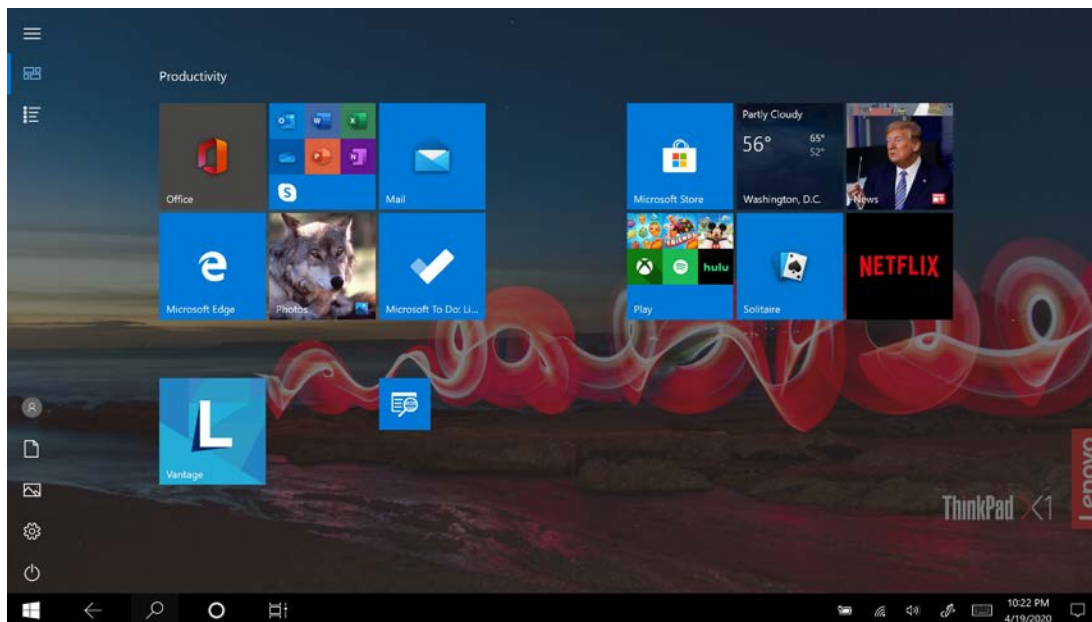 Productivity
Office
Mail
Microsoft Edge
Photos
Microsoft To Do: Li...
Vantage
Microsoft Store
Partly Cloudy
56°
65°
52°
Washington, D.C.
News
hulu
Play
Solitaire
NETFLIX
ThinkPad X1
Lenovo
10:22 PM
4/19/2020